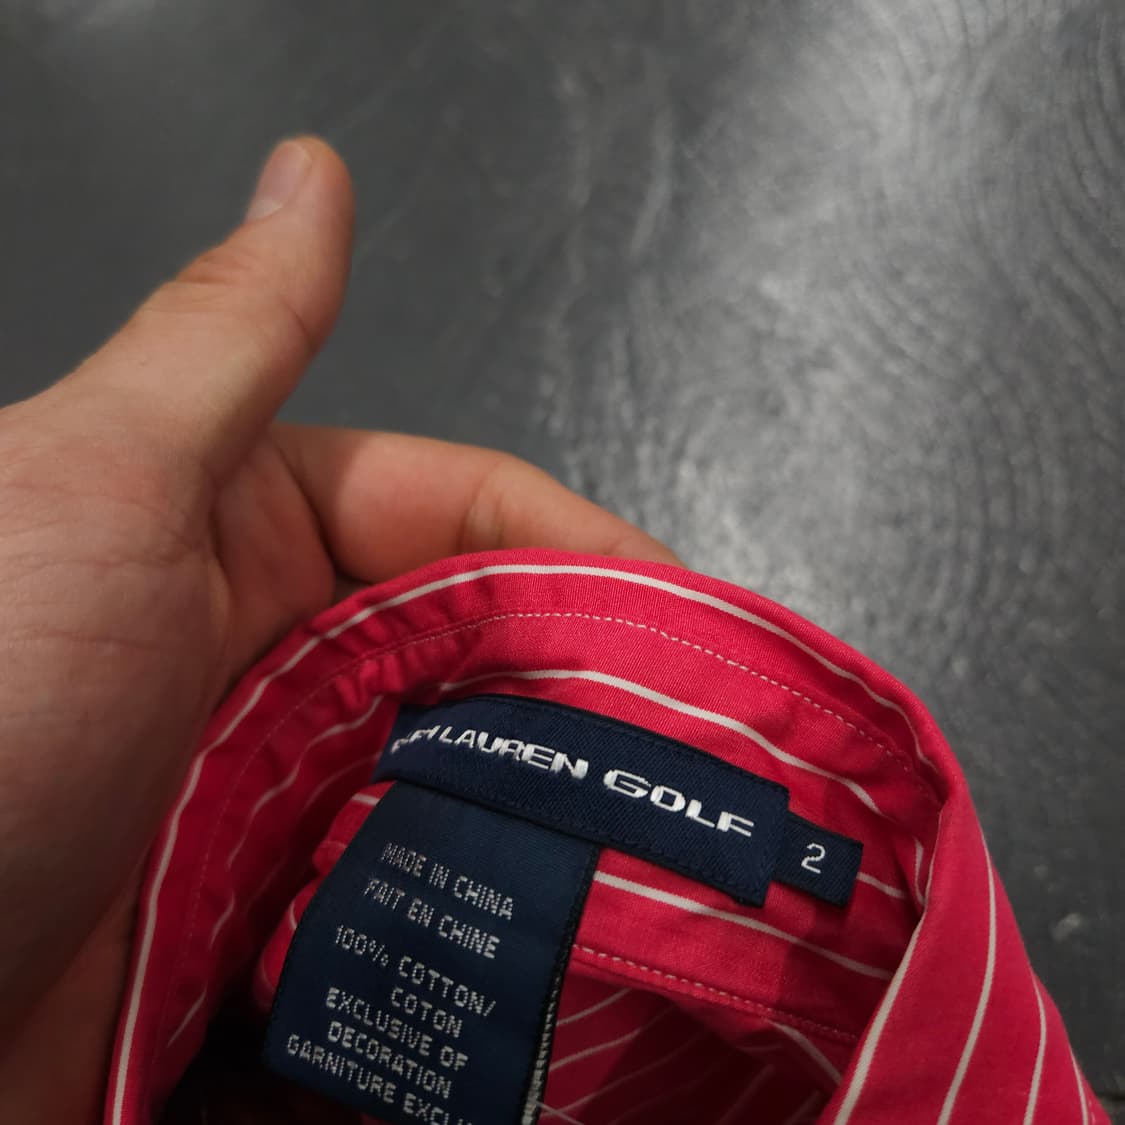 LAUREN GOLF
2
MADE IN CHINA
FAIT EN CHINE
100% COTTON/
COTON
EXCLUSIVE OF
DECORATION
GARNITURE